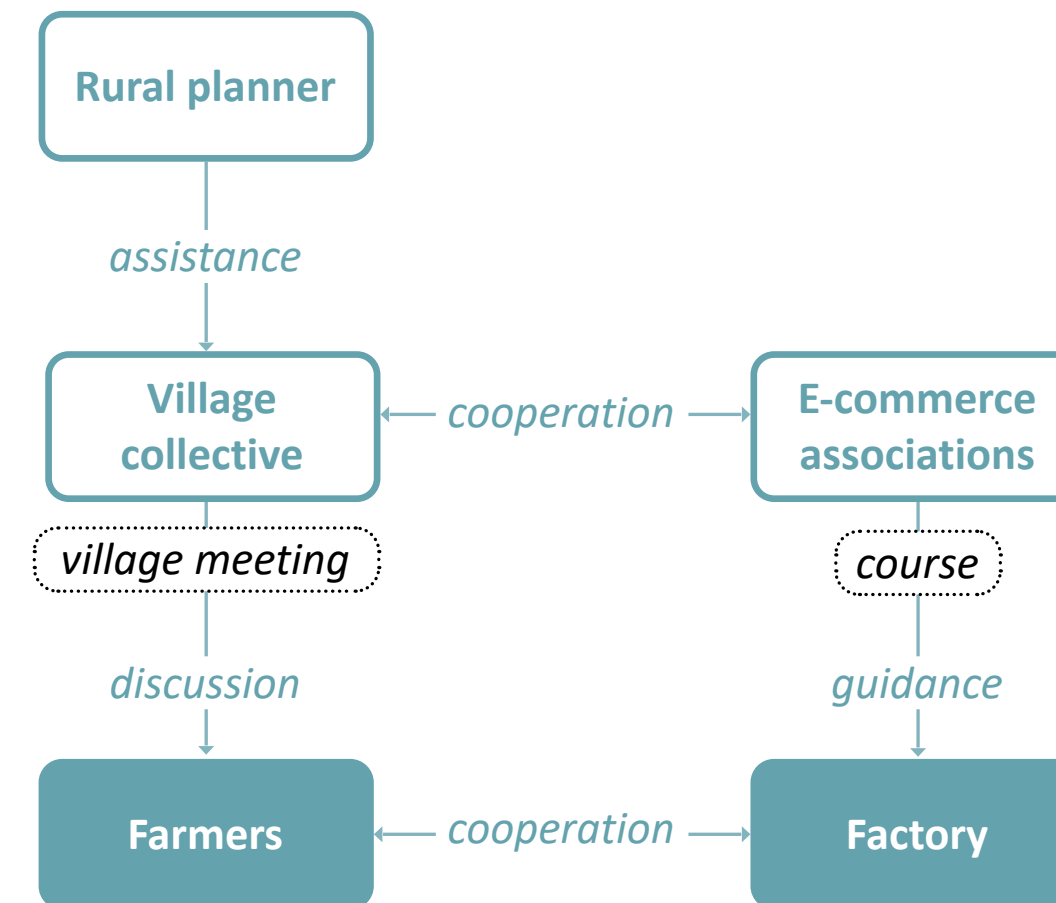 Rural planner
assistance
Village
collective
cooperation
E-commerce
associations
village meeting
course
discussion
guidance
Farmers
cooperation
Factory